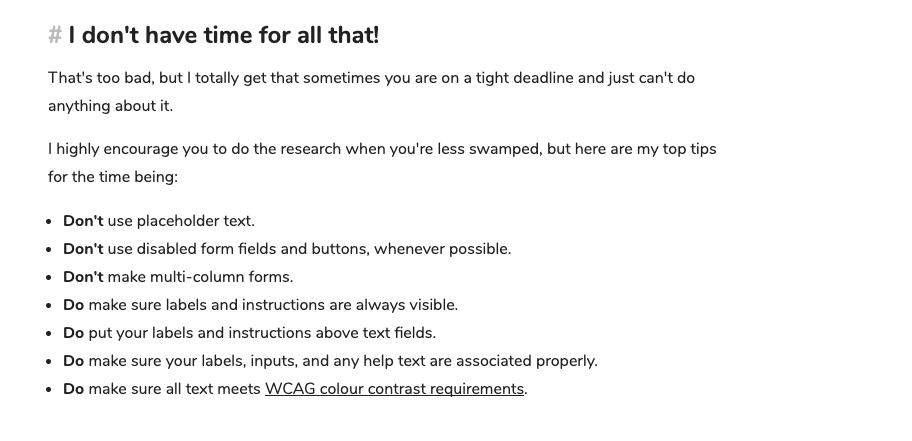 # I don't have time for all that!
That's too bad, but I totally get that sometimes you are on a tight deadline and just can't do
anything about it.
I highly encourage you to do the research when you're less swamped, but here are my top tips
for the time being:
• Don't use placeholder text.
• Don't use disabled form fields and buttons, whenever possible.
• Don't make multi-column forms.
• Do make sure labels and instructions are always visible.
• Do put your labels and instructions above text fields.
• Do make sure your labels, inputs, and any help text are associated properly.
• Do make sure all text meets WCAG colour contrast requirements.